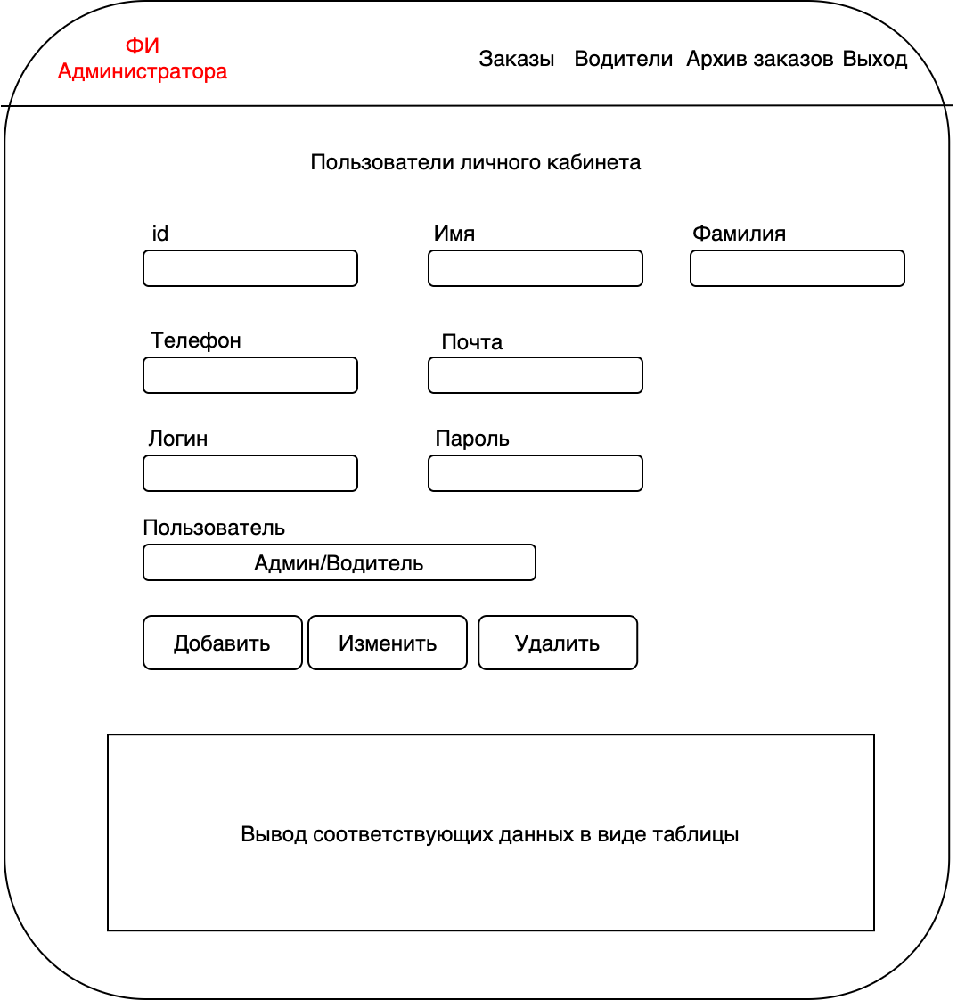 ФИ
Администратора
Заказы Водители Архив заказов Выход
Пользователи личного кабинета
id Имя Фамилия
Телефон Почта
Логин Пароль
Пользователь
Админ/Водитель
Добавить Изменить Удалить
Вывод соответствующих данных в виде таблицы